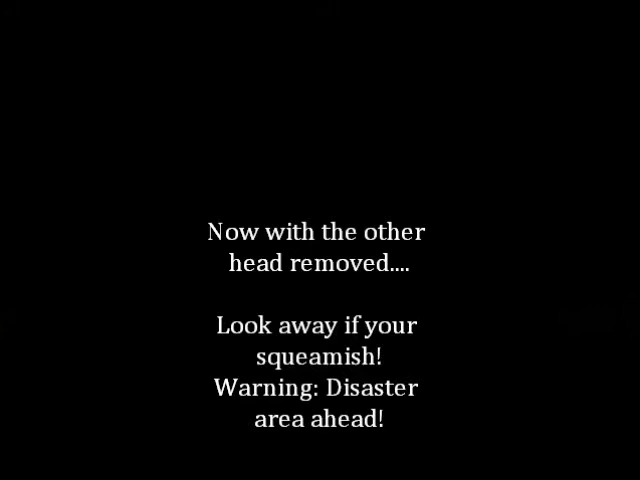 Now with the other
head removed....
Look away if your
squeamish!
Warning: Disaster
area ahead!